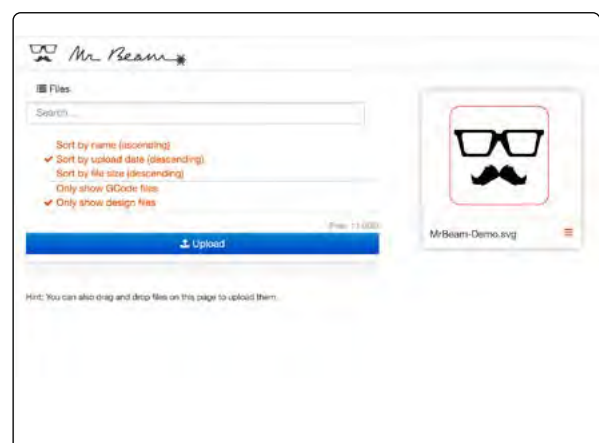 Mr Beam
Files
Search...
Sort by name (ascending)
Sort by upload date (descending)
Sort by file size (descending)
Only show GCode files
Only show design files
Upload
MrBeam-Demo.svg
Hint: You can also drag and drop files on this page to upload them.